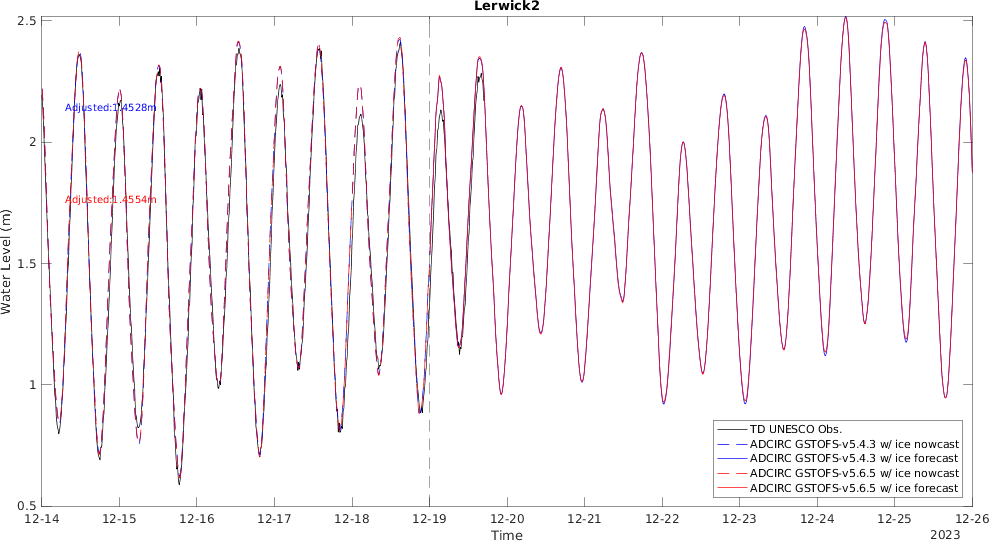 Lerwick2
2.5
2
1.5
1
0.5
Water Level (m)
Adjusted:1.4528m
Adjusted:1.4554m
TD UNESCO Obs.
ADCIRC GSTOFS-v5.4.3 w/ ice nowcast
ADCIRC GSTOFS-v5.4.3 w/ ice forecast
ADCIRC GSTOFS-v5.6.5 w/ ice nowcast
ADCIRC GSTOFS-v5.6.5 w/ ice forecast
12-14 12-15 12-16 12-17 12-18 12-19 12-20 12-21 12-22 12-23 12-24 12-25 12-26
Time
2023